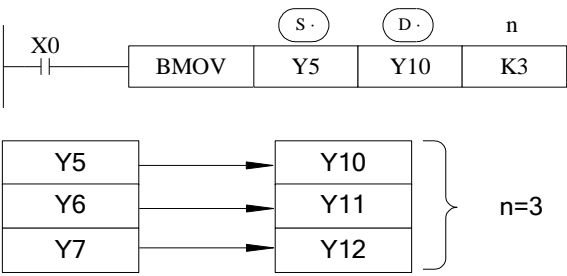 S · D · n
X0
BMOV Y5 Y10 K3
Y5 Y10
Y6 Y11 n=3
Y7 Y12